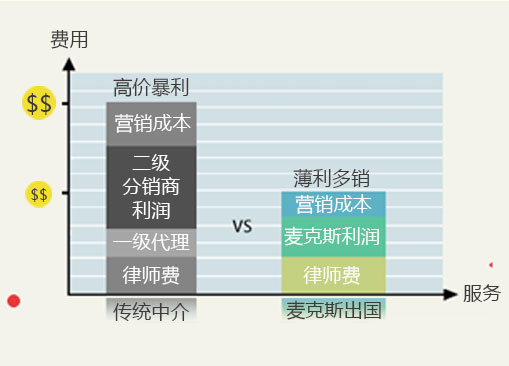 费用
$$
高价暴利
营销成本
二级
分销商
利润
一级代理
律师费
传统中介
vs
$$
薄利多销
营销成本
麦克斯利润
律师费
麦克斯出国
服务